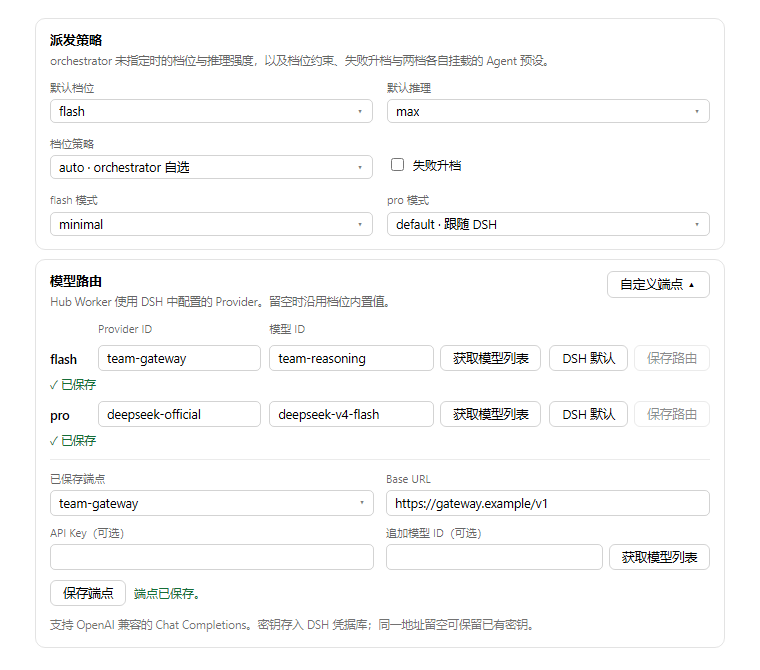 派发策略
orchestrator 未指定时的档位与推理强度，以及档位约束、失败升档与两档各自挂载的 Agent 预设。
默认档位 默认推理
flash max
档位策略
auto · orchestrator 自选 失败升档
flash 模式 pro 模式
minimal default · 跟随 DSH
模型路由 自定义端点 ▲
Hub Worker 使用 DSH 中配置的 Provider。留空时沿用档位内置值。
Provider ID 模型 ID
flash team-gateway team-reasoning 获取模型列表 DSH 默认 保存路由
✓ 已保存
pro deepseek-official deepseek-v4-flash 获取模型列表 DSH 默认 保存路由
✓ 已保存
已保存端点 Base URL
team-gateway https://gateway.example/v1
API Key（可选） 追加模型 ID（可选）
获取模型列表
保存端点 端点已保存。
支持 OpenAI 兼容的 Chat Completions。密钥存入 DSH 凭据库；同一地址留空可保留已有密钥。